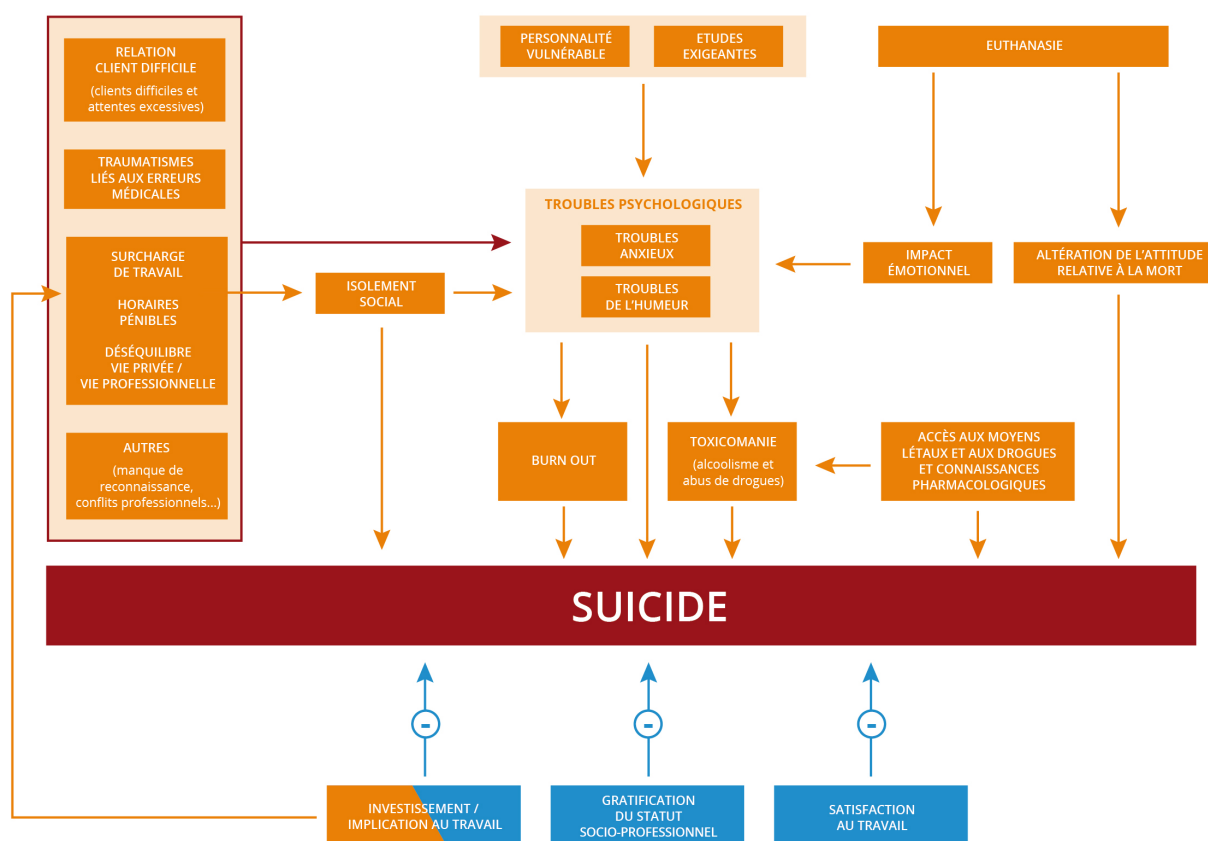 RELATION
CLIENT DIFFICILE
(clients difficiles et
attentes excessives)
TRAUMATISMES
LIÉS AUX ERREURS
MÉDICALES
SURCHARGE
DE TRAVAIL
HORAIRES
PÉNIBLES
DÉSÉQUILIBRE
VIE PRIVÉE /
VIE PROFESSIONNELLE
AUTRES
(manque de
reconnaissance,
conflits professionnels...)
ISOLEMENT
SOCIAL
PERSONNALITÉ
VULNÉRABLE
ETUDES
EXIGEANTES
EUTHANASIE
TROUBLES PSYCHOLOGIQUES
TROUBLES
ANXIEUX
TROUBLES
DE L'HUMEUR
IMPACT
ÉMOTIONNEL
ALTÉRATION DE L'ATTITUDE
RELATIVE À LA MORT
BURN OUT
TOXICOMANIE
(alcoolisme et
abus de drogues)
ACCÈS AUX MOYENS
LÉTAUX ET AUX DROGUES
ET CONNAISSANCES
PHARMACOLOGIQUES
SUICIDE
-
-
-
INVESTISSEMENT /
IMPLICATION AU TRAVAIL
GRATIFICATION
DU STATUT
SOCIO-PROFESSIONNEL
SATISFACTION
AU TRAVAIL